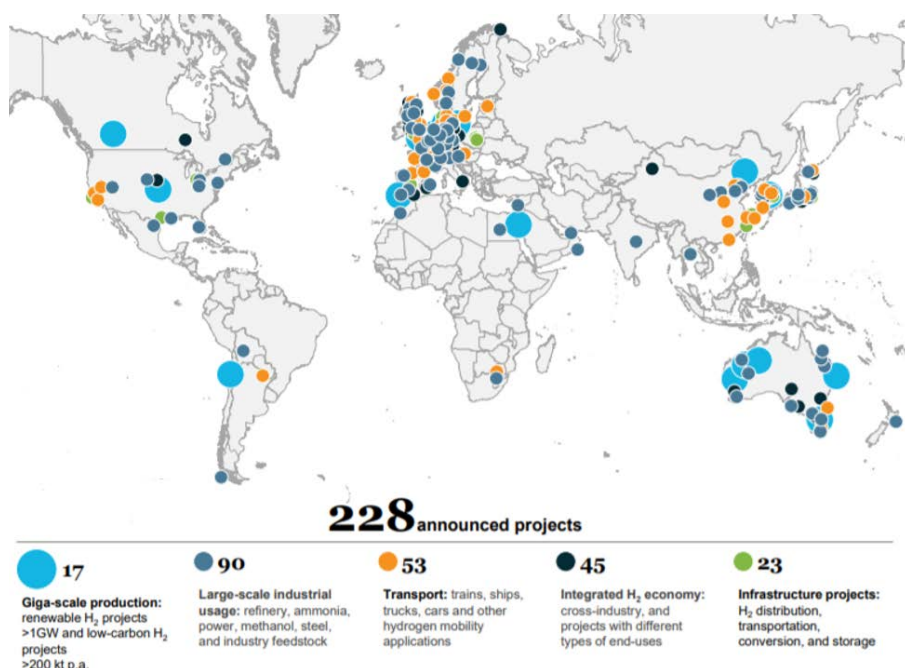 228 announced projects
17
Giga-scale production:
renewable H₂ projects
>1GW and low-carbon H₂
projects
>200 kt p.a.
90
Large-scale industrial
usage: refinery, ammonia,
power, methanol, steel,
and industry feedstock
53
Transport: trains, ships,
trucks, cars and other
hydrogen mobility
applications
45
Integrated H₂ economy:
cross-industry, and
projects with different
types of end-uses
23
Infrastructure projects:
H₂ distribution,
transportation,
conversion, and storage